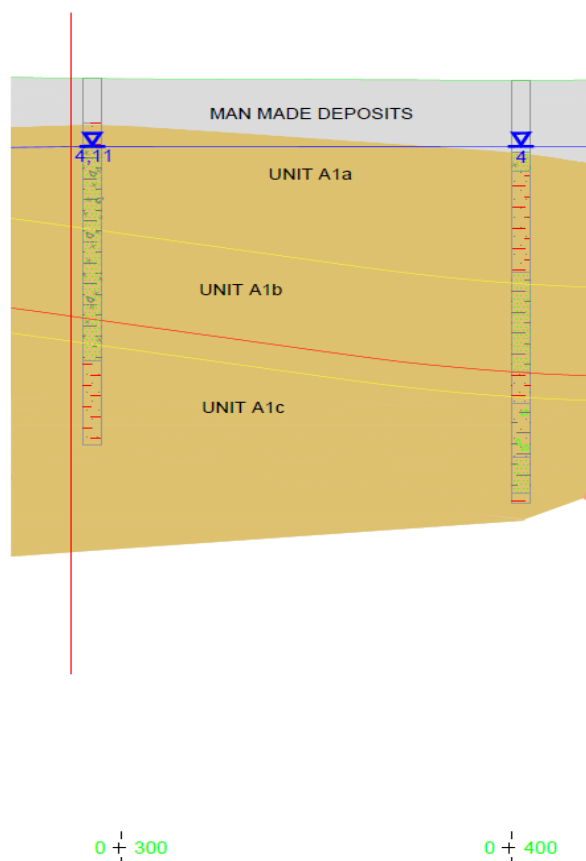 MAN MADE DEPOSITS
4,11
4
UNIT A1a
UNIT A1b
UNIT A1c
0 + 300
0 + 400